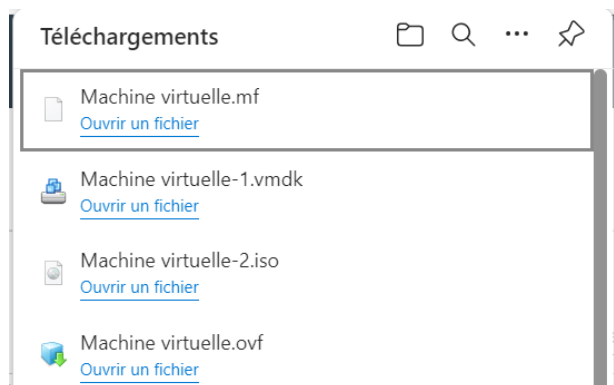 Téléchargements
Machine virtuelle.mf
Ouvrir un fichier
Machine virtuelle-1.vmdk
Ouvrir un fichier
Machine virtuelle-2.iso
Ouvrir un fichier
Machine virtuelle.ovf
Ouvrir un fichier